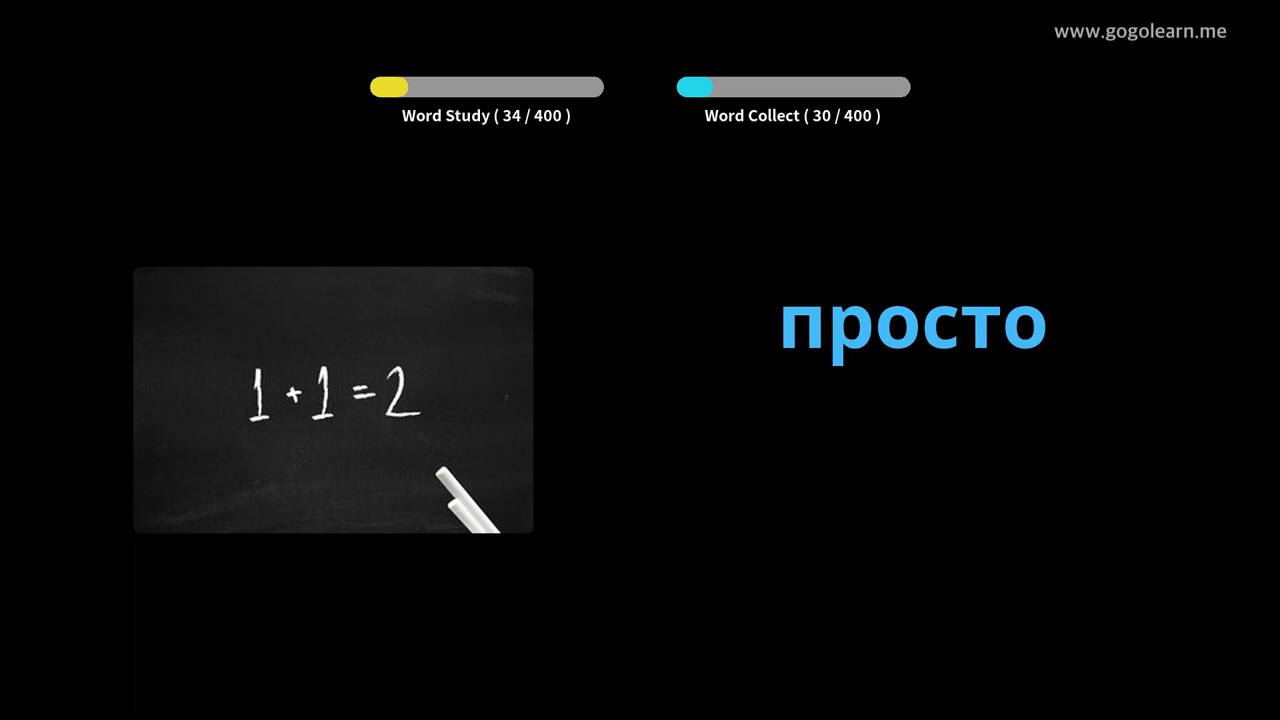 www.gogolearn.me
Word Study ( 34 / 400 )
Word Collect ( 30 / 400 )
просто
1 + 1 = 2